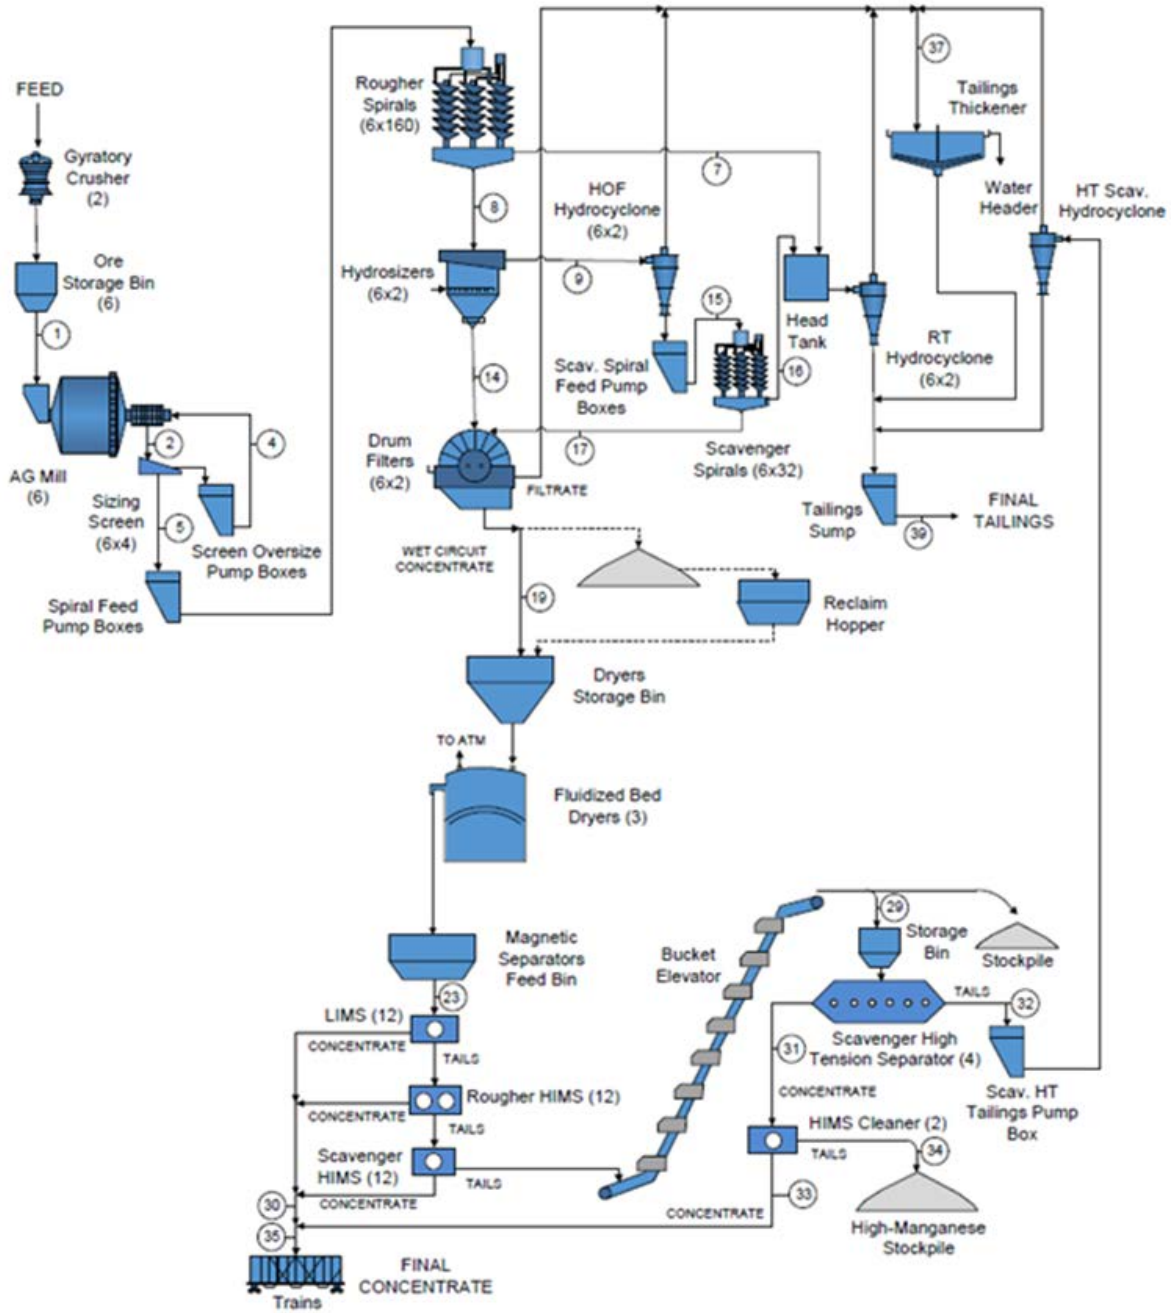 FEED
Gyratory
Crusher
(2)
Ore
Storage Bin
(6)
1
AG Mill
(6)
2
4
Sizing
Screen
(6x4)
5
Screen Oversize
Pump Boxes
Spiral Feed
Pump Boxes
Rougher
Spirals
(6x160)
7
8
Hydrosizers
(6x2)
9
HOF
Hydrocyclone
(6x2)
14
15
Scav. Spiral
Feed Pump
Boxes
16
Scavenger
Spirals (6x32)
17
Drum
Filters
(6x2)
FILTRATE
Head
Tank
RT
Hydrocyclone
(6x2)
37
Tailings
Thickener
Water
Header
HT Scav.
Hydrocyclone
Tailings
Sump
39
FINAL
TAILINGS
WET CIRCUIT
CONCENTRATE
19
Reclaim
Hopper
Dryers
Storage Bin
TO ATM
Fluidized Bed
Dryers (3)
Magnetic
Separators
Feed Bin
23
LIMS (12)
CONCENTRATE
TAILS
Rougher HIMS (12)
CONCENTRATE
TAILS
Scavenger
HIMS (12)
TAILS
CONCENTRATE
30
35
Trains
FINAL
CONCENTRATE
Bucket
Elevator
29
Storage
Bin
Stockpile
TAILS
32
Scavenger High
Tension Separator (4)
31
CONCENTRATE
Scav. HT
Tailings Pump
Box
HIMS Cleaner (2)
TAILS
34
33
CONCENTRATE
High-Manganese
Stockpile